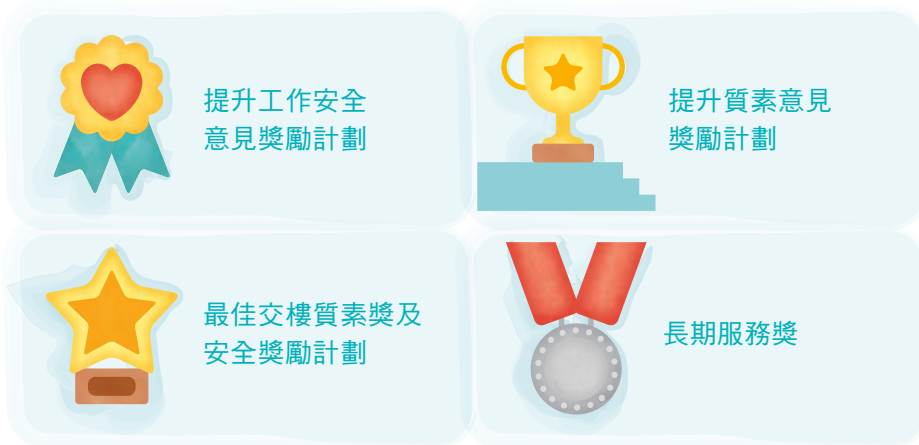 提升工作安全
意見獎勵計劃
提升質素意見
獎勵計劃
最佳交樓質素獎及
安全獎勵計劃
長期服務獎